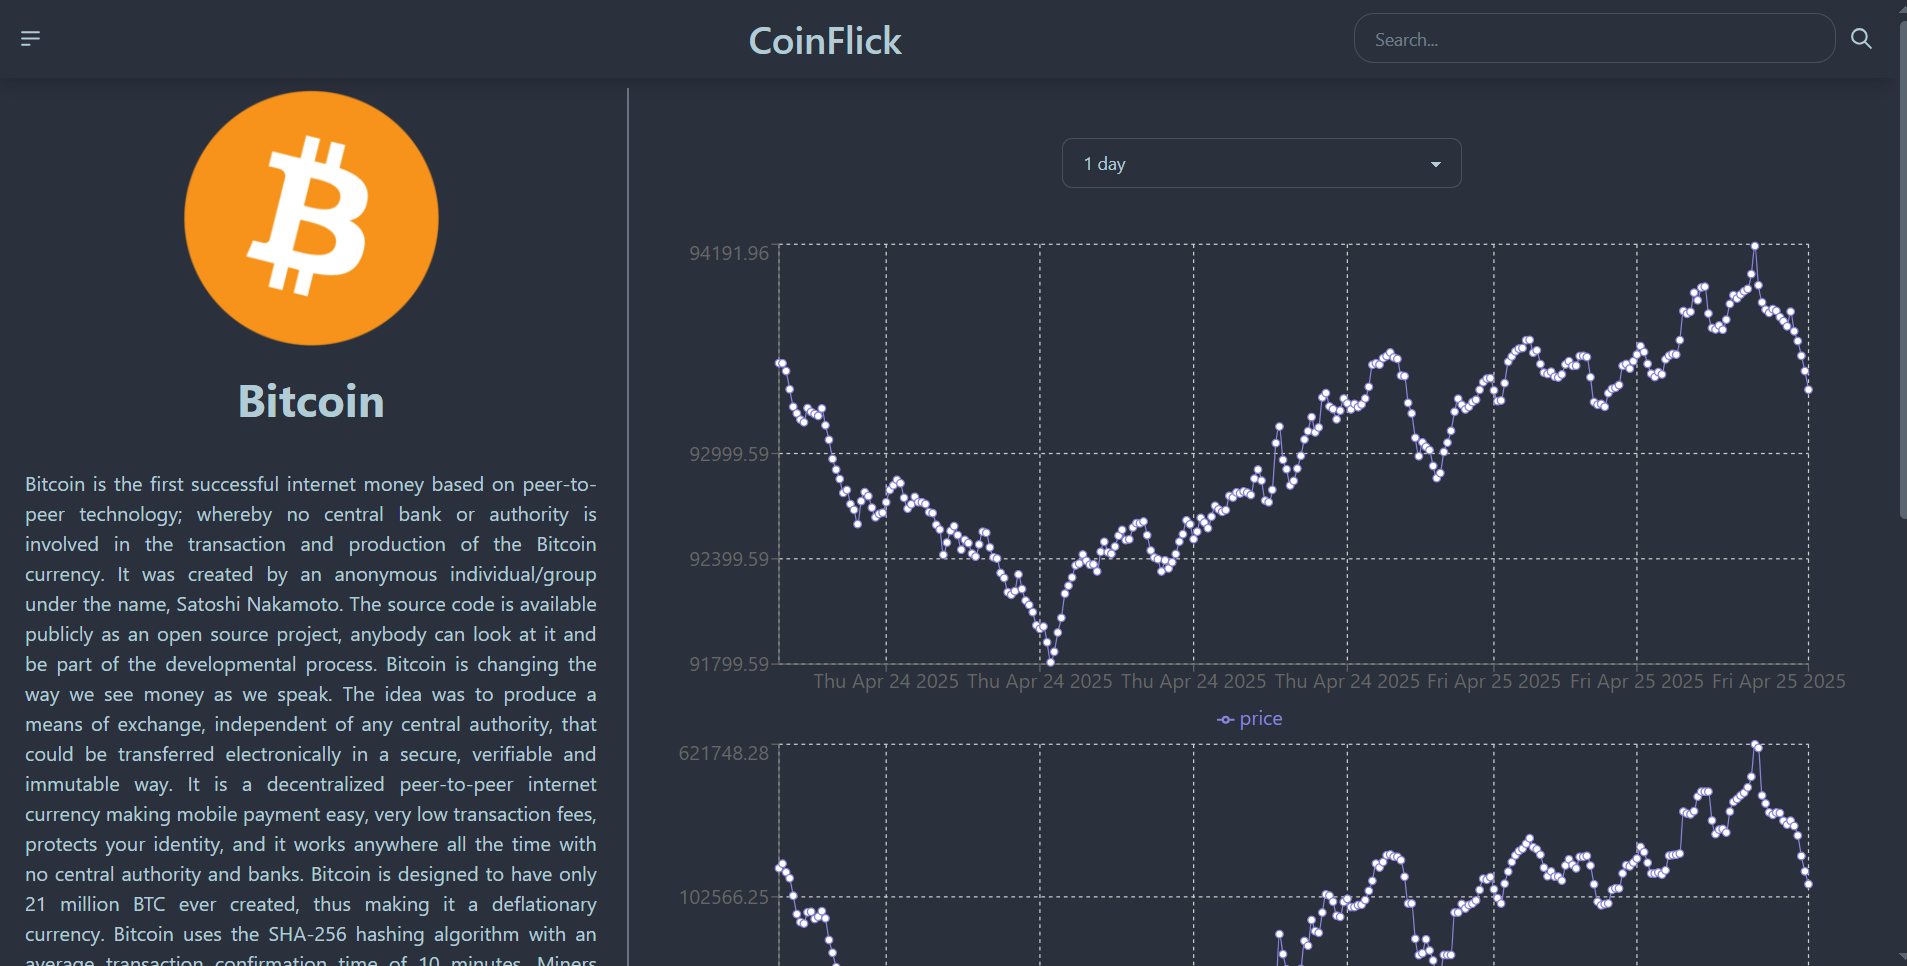 CoinFlick
Search...
Bitcoin
Bitcoin is the first successful internet money based on peer-to-
peer technology; whereby no central bank or authority is
involved in the transaction and production of the Bitcoin
currency. It was created by an anonymous individual/group
under the name, Satoshi Nakamoto. The source code is available
publicly as an open source project, anybody can look at it and
be part of the developmental process. Bitcoin is changing the
way we see money as we speak. The idea was to produce a
means of exchange, independent of any central authority, that
could be transferred electronically in a secure, verifiable and
immutable way. It is a decentralized peer-to-peer internet
currency making mobile payment easy, very low transaction fees,
protects your identity, and it works anywhere all the time with
no central authority and banks. Bitcoin is designed to have only
21 million BTC ever created, thus making it a deflationary
currency. Bitcoin uses the SHA-256 hashing algorithm with an
average transaction confirmation time of 10 minutes. Miners
1 day
94191.96
92999.59
92399.59
91799.59
Thu Apr 24 2025 Thu Apr 24 2025 Thu Apr 24 2025 Thu Apr 24 2025 Fri Apr 25 2025 Fri Apr 25 2025 Fri Apr 25 2025
price
621748.28
102566.25